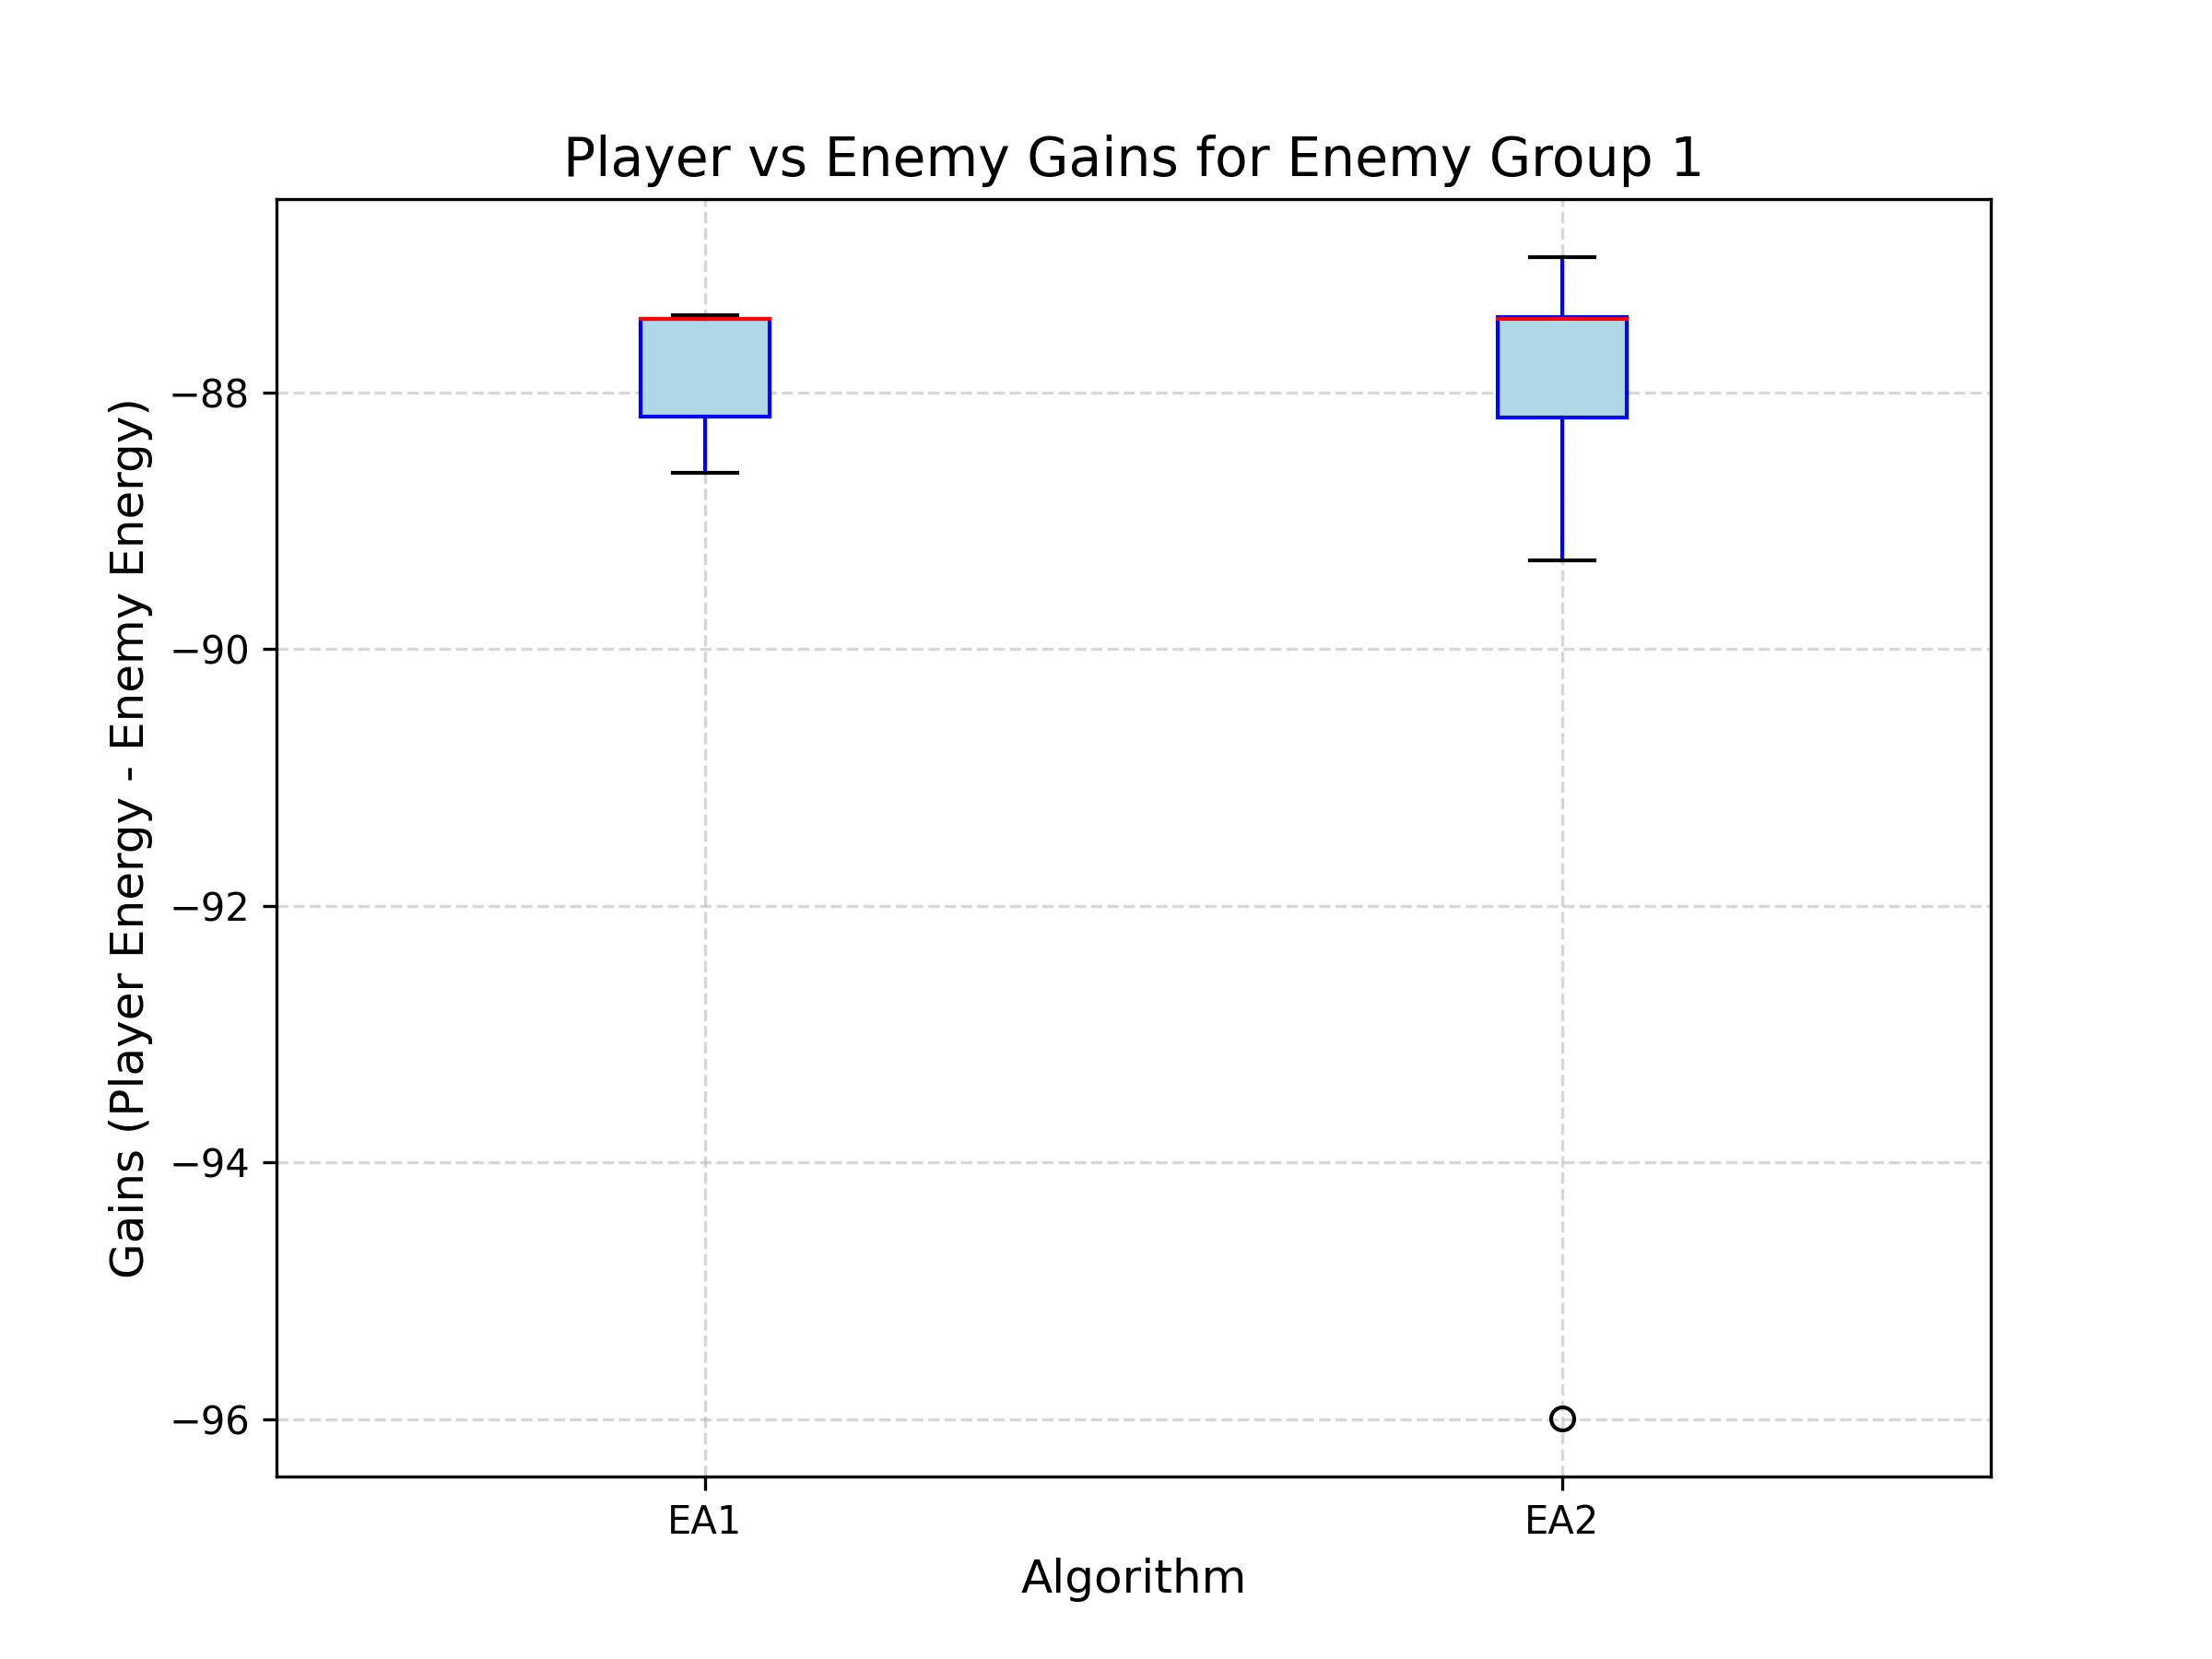 Player vs Enemy Gains for Enemy Group 1
Gains (Player Energy - Enemy Energy)
−88
−90
−92
−94
−96
EA1
EA2
Algorithm